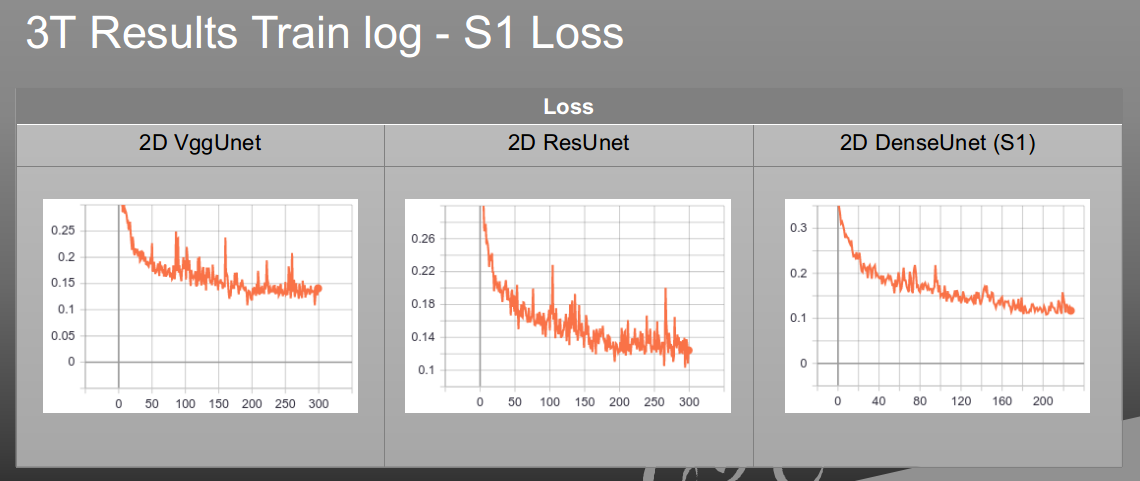 3T Results Train log - S1 Loss
Loss
2D VggUnet
2D ResUnet
2D DenseUnet (S1)
0.25
0.2
0.15
0.1
0.05
0
0 50 100 150 200 250 300
0.26
0.22
0.18
0.14
0.1
0 50 100 150 200 250 300
0.3
0.2
0.1
0
0 40 80 120 160 200